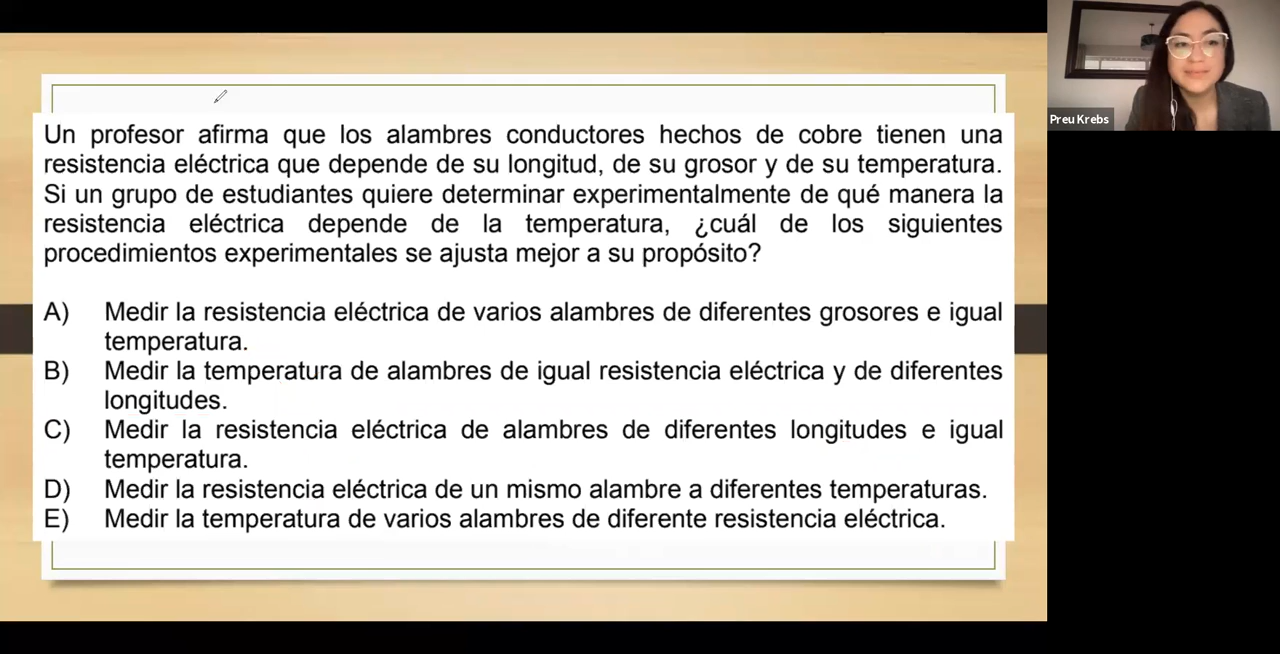 Un profesor afirma que los alambres conductores hechos de cobre tienen una
resistencia eléctrica que depende de su longitud, de su grosor y de su temperatura.
Si un grupo de estudiantes quiere determinar experimentalmente de qué manera la
resistencia eléctrica depende de la temperatura, ¿cuál de los siguientes
procedimientos experimentales se ajusta mejor a su propósito?
A) Medir la resistencia eléctrica de varios alambres de diferentes grosores e igual
temperatura.
B) Medir la temperatura de alambres de igual resistencia eléctrica y de diferentes
longitudes.
C) Medir la resistencia eléctrica de alambres de diferentes longitudes e igual
temperatura.
D) Medir la resistencia eléctrica de un mismo alambre a diferentes temperaturas.
E) Medir la temperatura de varios alambres de diferente resistencia eléctrica.
Preu Krebs